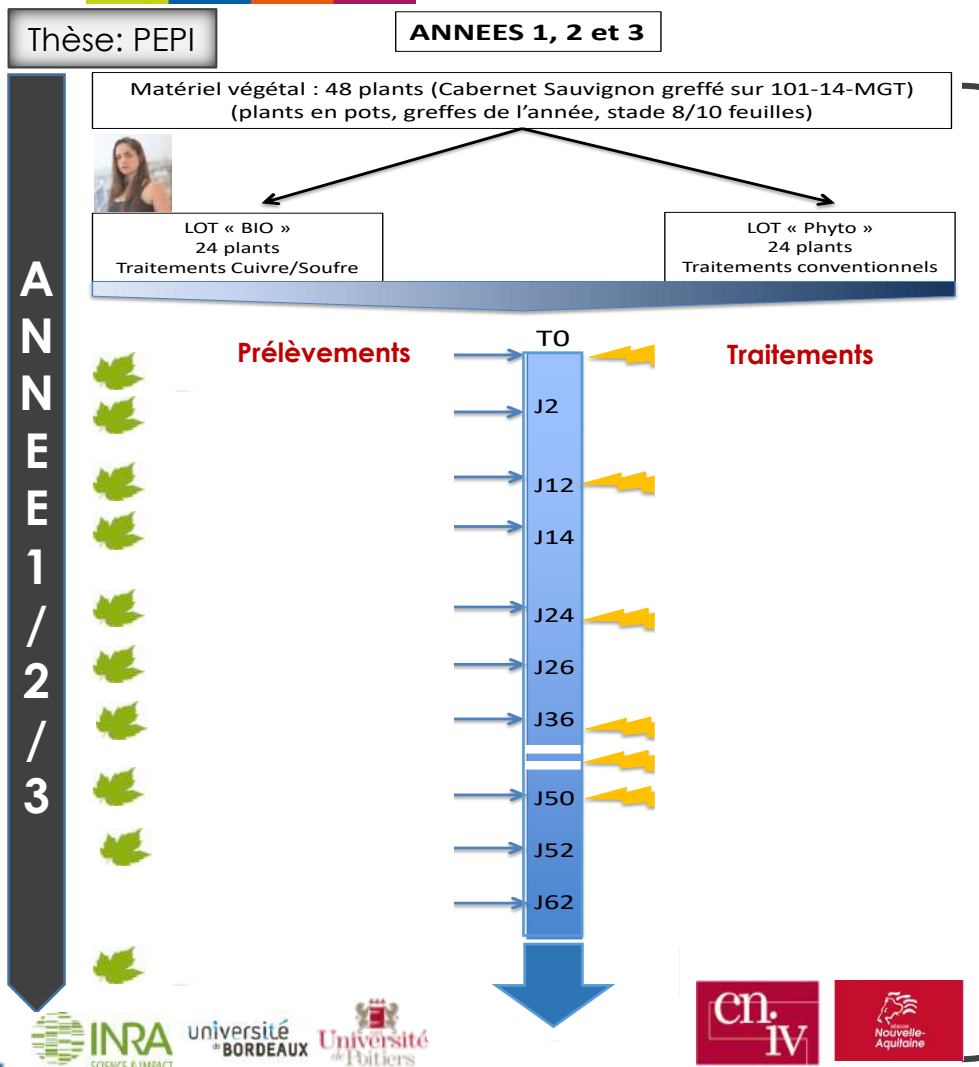 Thèse: PEPI
ANNEES 1, 2 et 3
Matériel végétal : 48 plants (Cabernet Sauvignon greffé sur 101-14-MGT)
(plants en pots, greffes de l'année, stade 8/10 feuilles)
LOT « BIO »
24 plants
Traitements Cuivre/Soufre
LOT « Phyto »
24 plants
Traitements conventionnels
ANNEE1/2/3
Prélèvements
T0
Traitements
J2
J12
J14
J24
J26
J36
J50
J52
J62
INRA
SCIENCE & IMPACT
université
de BORDEAUX
Université
de Poitiers
cn.
iv
RÉGION
Nouvelle-
Aquitaine